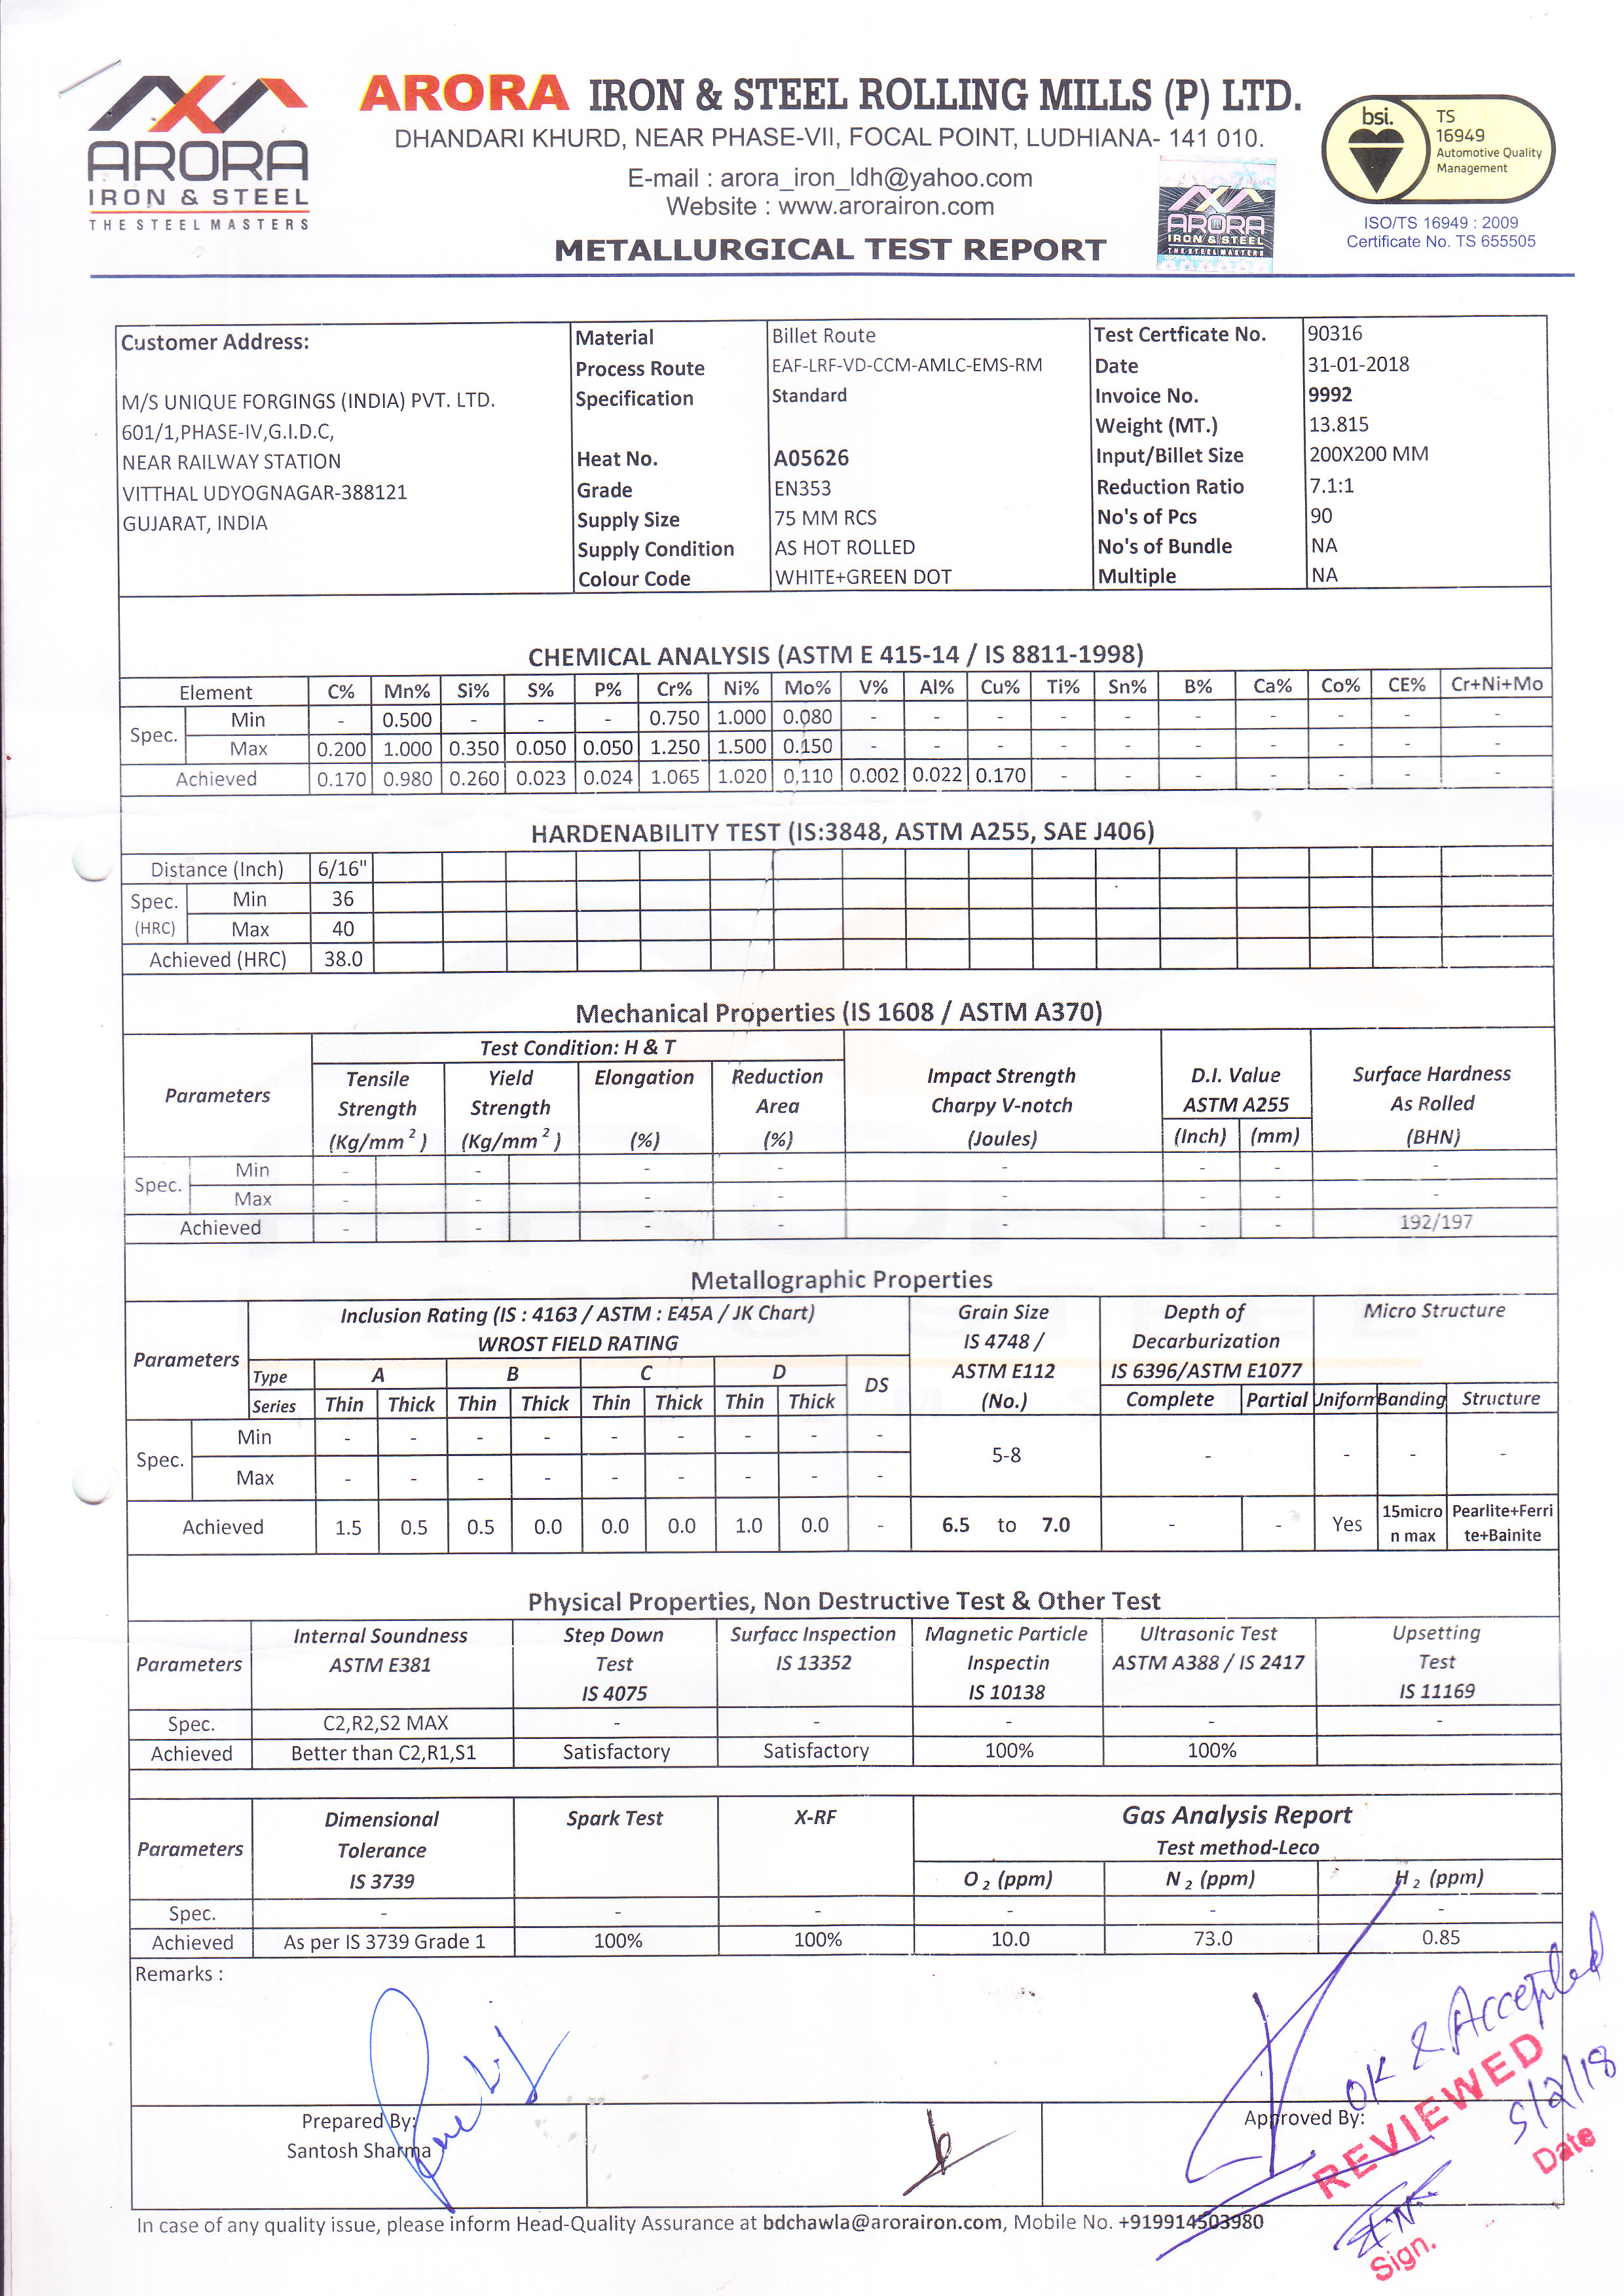 ARORA IRON & STEEL ROLLING MILLS (P) LTD.
DHANDARI KHURD, NEAR PHASE-VII, FOCAL POINT, LUDHIANA- 141 010.
E-mail : arora_iron_ldh@yahoo.com
Website : www.arorairon.com
METALLURGICAL TEST REPORT
ARORA
IRON & STEEL
THE STEEL MASTERS
ARORA
IRON & STEEL
THE STEEL MASTERS
bsi.
TS
16949
Automotive Quality
Management
ISO/TS 16949 : 2009
Certificate No. TS 655505
Customer Address:
M/S UNIQUE FORGINGS (INDIA) PVT. LTD.
601/1,PHASE-IV,G.I.D.C,
NEAR RAILWAY STATION
VITTHAL UDYOGNAGAR-388121
GUJARAT, INDIA
Material Billet Route
Process Route EAF-LRF-VD-CCM-AMLC-EMS-RM
Specification Standard
Heat No. A05626
Grade EN353
Supply Size 75 MM RCS
Supply Condition AS HOT ROLLED
Colour Code WHITE+GREEN DOT
Test Certficate No. 90316
Date 31-01-2018
Invoice No. 9992
Weight (MT.) 13.815
Input/Billet Size 200X200 MM
Reduction Ratio 7.1:1
No's of Pcs 90
No's of Bundle NA
Multiple NA
CHEMICAL ANALYSIS (ASTM E 415-14 / IS 8811-1998)
Element C% Mn% Si% S% P% Cr% Ni% Mo% V% Al% Cu% Ti% Sn% B% Ca% Co% CE% Cr+Ni+Mo
Spec. Min - 0.500 - - - 0.750 1.000 0.080 - - - - - - - - - -
Max 0.200 1.000 0.350 0.050 0.050 1.250 1.500 0.150 - - - - - - - - - -
Achieved 0.170 0.980 0.260 0.023 0.024 1.065 1.020 0.110 0.002 0.022 0.170 - - - - - - -
HARDENABILITY TEST (IS:3848, ASTM A255, SAE J406)
Distance (Inch) 6/16"
Spec. (HRC) Min 36
Max 40
Achieved (HRC) 38.0
Mechanical Properties (IS 1608 / ASTM A370)
Parameters
Test Condition: H & T
Tensile Strength (Kg/mm²)
Yield Strength (Kg/mm²)
Elongation (%)
Reduction Area (%)
Impact Strength Charpy V-notch (Joules)
D.I. Value ASTM A255 (Inch) (mm)
Surface Hardness As Rolled (BHN)
Spec. Min - - - - - - - -
Max - - - - - - - -
Achieved - - - - - - - 192/197
Metallographic Properties
Parameters
Inclusion Rating (IS : 4163 / ASTM : E45A / JK Chart)
WROST FIELD RATING
Type A B C D DS
Series Thin Thick Thin Thick Thin Thick Thin Thick
Grain Size IS 4748 / ASTM E112 (No.)
Depth of Decarburization IS 6396/ASTM E1077
Complete Partial
Micro Structure
Uniform Banding Structure
Spec. Min - - - - - - - - -
Max - - - - - - - - -
5-8 - - - -
Achieved 1.5 0.5 0.5 0.0 0.0 0.0 1.0 0.0 - 6.5 to 7.0 - - Yes 15micron max Pearlite+Ferrite+Bainite
Physical Properties, Non Destructive Test & Other Test
Parameters
Internal Soundness ASTM E381
Step Down Test IS 4075
Surfacc Inspection IS 13352
Magnetic Particle Inspectin IS 10138
Ultrasonic Test ASTM A388 / IS 2417
Upsetting Test IS 11169
Spec. C2,R2,S2 MAX - - - - -
Achieved Better than C2,R1,S1 Satisfactory Satisfactory 100% 100%
Parameters
Dimensional Tolerance IS 3739
Spark Test
X-RF
Gas Analysis Report
Test method-Leco
O2 (ppm) N2 (ppm) H2 (ppm)
Spec. - - - - - -
Achieved As per IS 3739 Grade 1 100% 100% 10.0 73.0 0.85
Remarks :
OK & Accepted
REVIEWED
5/2/18
Date
Prepared By:
Santosh Sharma
Approved By:
Sign.
In case of any quality issue, please inform Head-Quality Assurance at bdchawla@arorairon.com, Mobile No. +919914503980